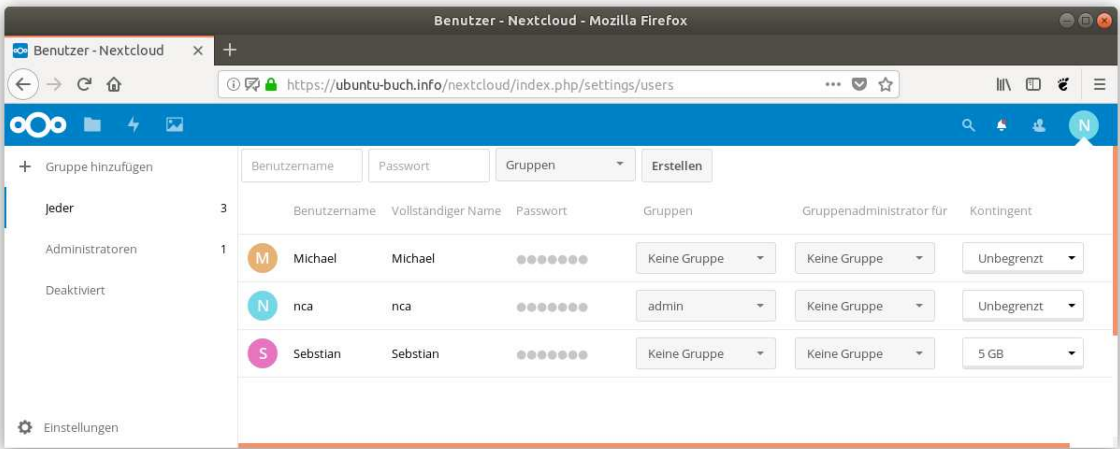 Benutzer - Nextcloud - Mozilla Firefox
Benutzer - Nextcloud
https://ubuntu-buch.info/nextcloud/index.php/settings/users
N
Gruppe hinzufügen
Benutzername Passwort Gruppen Erstellen
Jeder 3
Benutzername Vollständiger Name Passwort Gruppen Gruppenadministrator für Kontingent
Administratoren 1
M Michael Michael Keine Gruppe Keine Gruppe Unbegrenzt
Deaktiviert
N nca nca admin Keine Gruppe Unbegrenzt
S Sebstian Sebstian Keine Gruppe Keine Gruppe 5 GB
Einstellungen